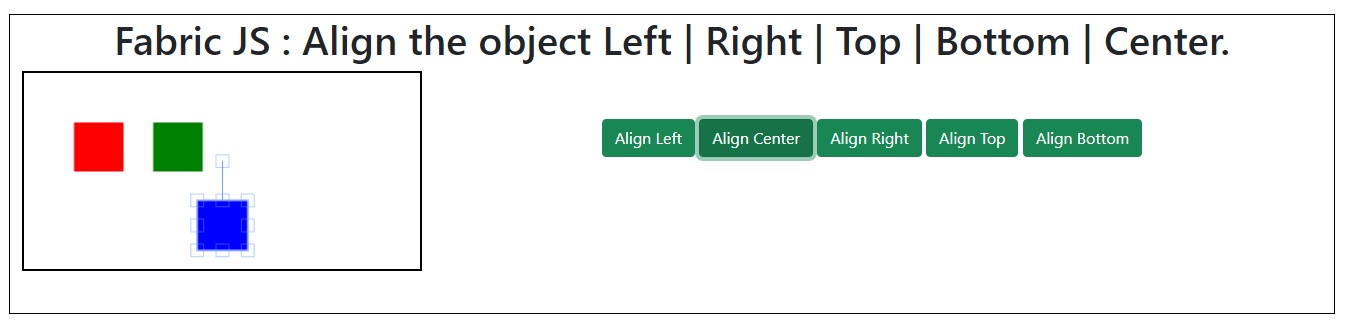 Fabric JS : Align the object Left | Right | Top | Bottom | Center.
Align Left Align Center Align Right Align Top Align Bottom